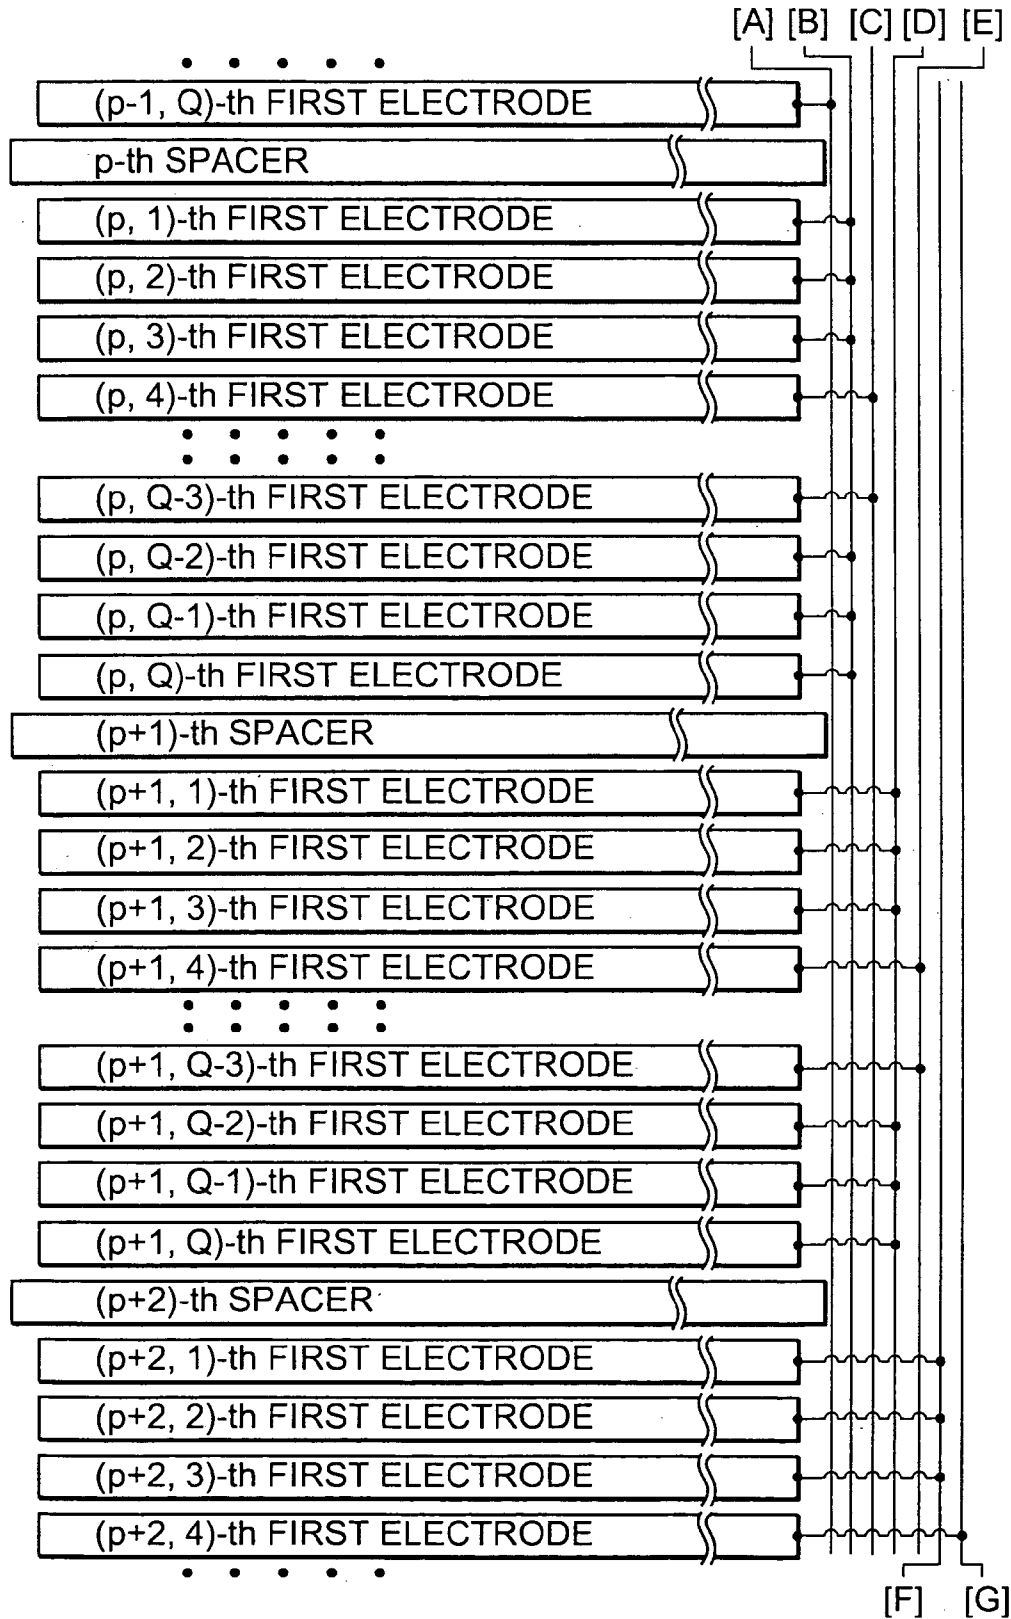 [A] [B] [C] [D] [E]
(p-1, Q)-th FIRST ELECTRODE
p-th SPACER
(p, 1)-th FIRST ELECTRODE
(p, 2)-th FIRST ELECTRODE
(p, 3)-th FIRST ELECTRODE
(p, 4)-th FIRST ELECTRODE
(p, Q-3)-th FIRST ELECTRODE
(p, Q-2)-th FIRST ELECTRODE
(p, Q-1)-th FIRST ELECTRODE
(p, Q)-th FIRST ELECTRODE
(p+1)-th SPACER
(p+1, 1)-th FIRST ELECTRODE
(p+1, 2)-th FIRST ELECTRODE
(p+1, 3)-th FIRST ELECTRODE
(p+1, 4)-th FIRST ELECTRODE
(p+1, Q-3)-th FIRST ELECTRODE
(p+1, Q-2)-th FIRST ELECTRODE
(p+1, Q-1)-th FIRST ELECTRODE
(p+1, Q)-th FIRST ELECTRODE
(p+2)-th SPACER
(p+2, 1)-th FIRST ELECTRODE
(p+2, 2)-th FIRST ELECTRODE
(p+2, 3)-th FIRST ELECTRODE
(p+2, 4)-th FIRST ELECTRODE
[F] [G]